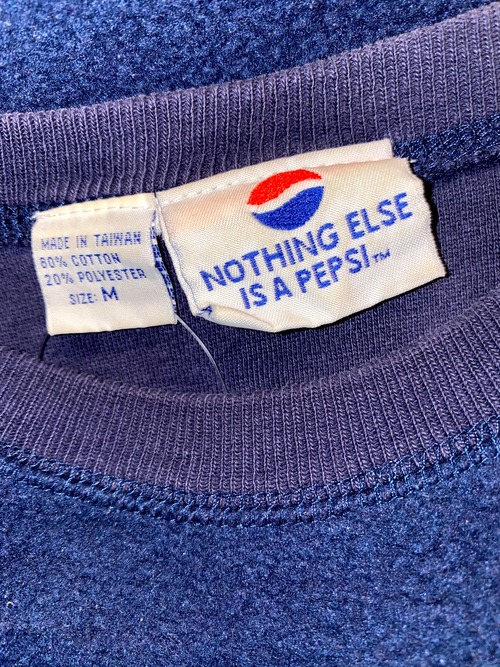 MADE IN TAIWAN
80% COTTON
20% POLYESTER
SIZE: M
NOTHING ELSE
IS A PEPSI™